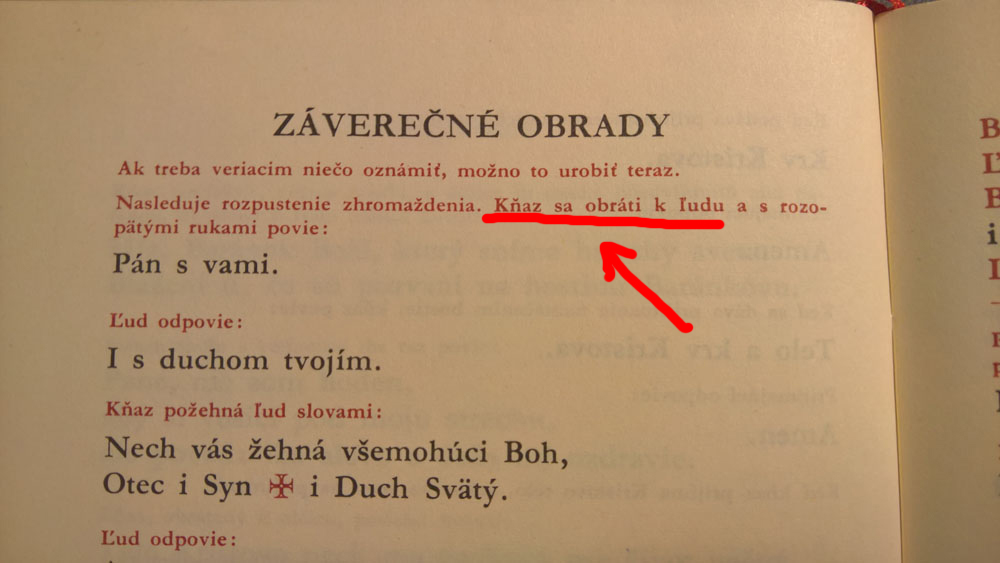 ZÁVEREČNÉ OBRADY
Ak treba veriacim niečo oznámiť, možno to urobiť teraz.
Nasleduje rozpustenie zhromaždenia. Kňaz sa obráti k ľudu a s rozo-
pätými rukami povie:
Pán s vami.
Ľud odpovie:
I s duchom tvojím.
Kňaz požehná ľud slovami:
Nech vás žehná všemohúci Boh,
Otec i Syn ✠ i Duch Svätý.
Ľud odpovie: